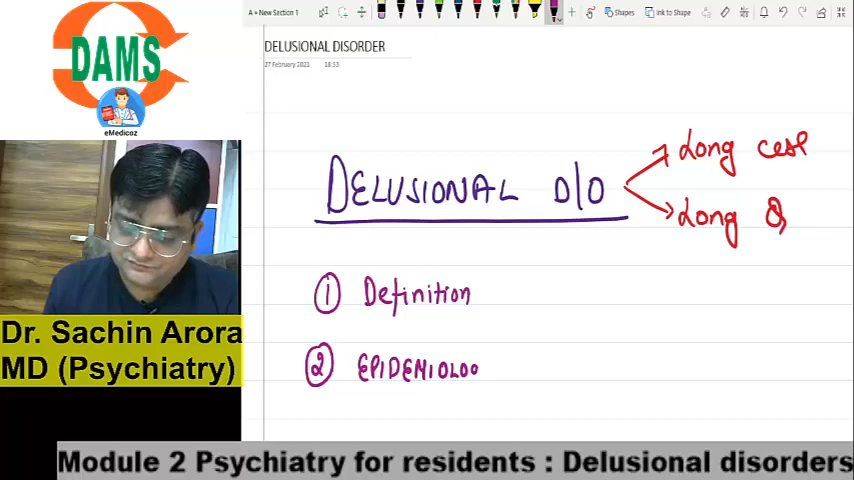 DAMS
eMedicoz
A = New Section 1
Shapes
Ink to Shape
DELUSIONAL DISORDER
27 February 2021 18:53
DELUSIONAL D/O
Long case
Long Q
① Definition
② EPIDEMIOLOO
Dr. Sachin Arora
MD (Psychiatry)
Module 2 Psychiatry for residents : Delusional disorders